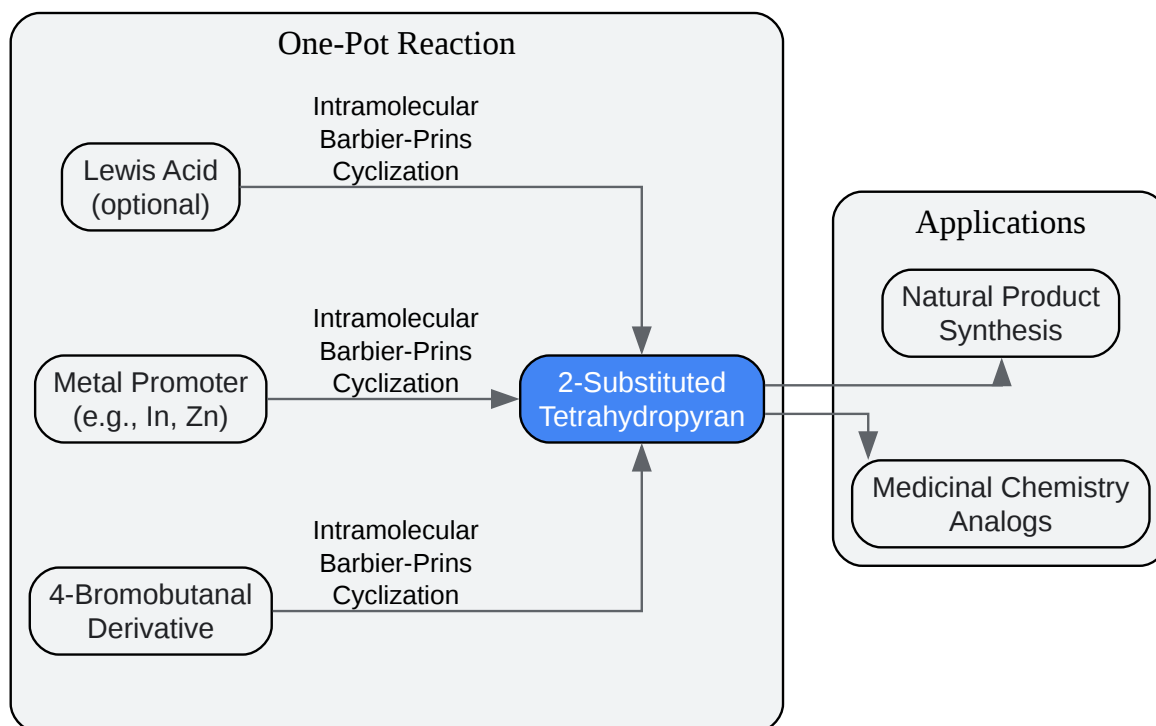 One-Pot Reaction
Intramolecular
Barbier-Prins
Cyclization
Lewis Acid
(optional)
Intramolecular
Barbier-Prins
Cyclization
Metal Promoter
(e.g., In, Zn)
2-Substituted
Tetrahydropyran
Intramolecular
Barbier-Prins
Cyclization
4-Bromobutanal
Derivative
Applications
Natural Product
Synthesis
Medicinal Chemistry
Analogs